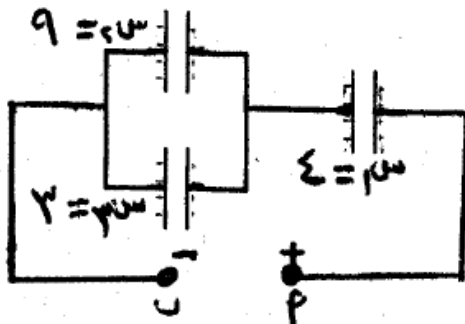 س٢ = ٩
س١ = ٤
س٣ = ٣
+
-
أ
ب